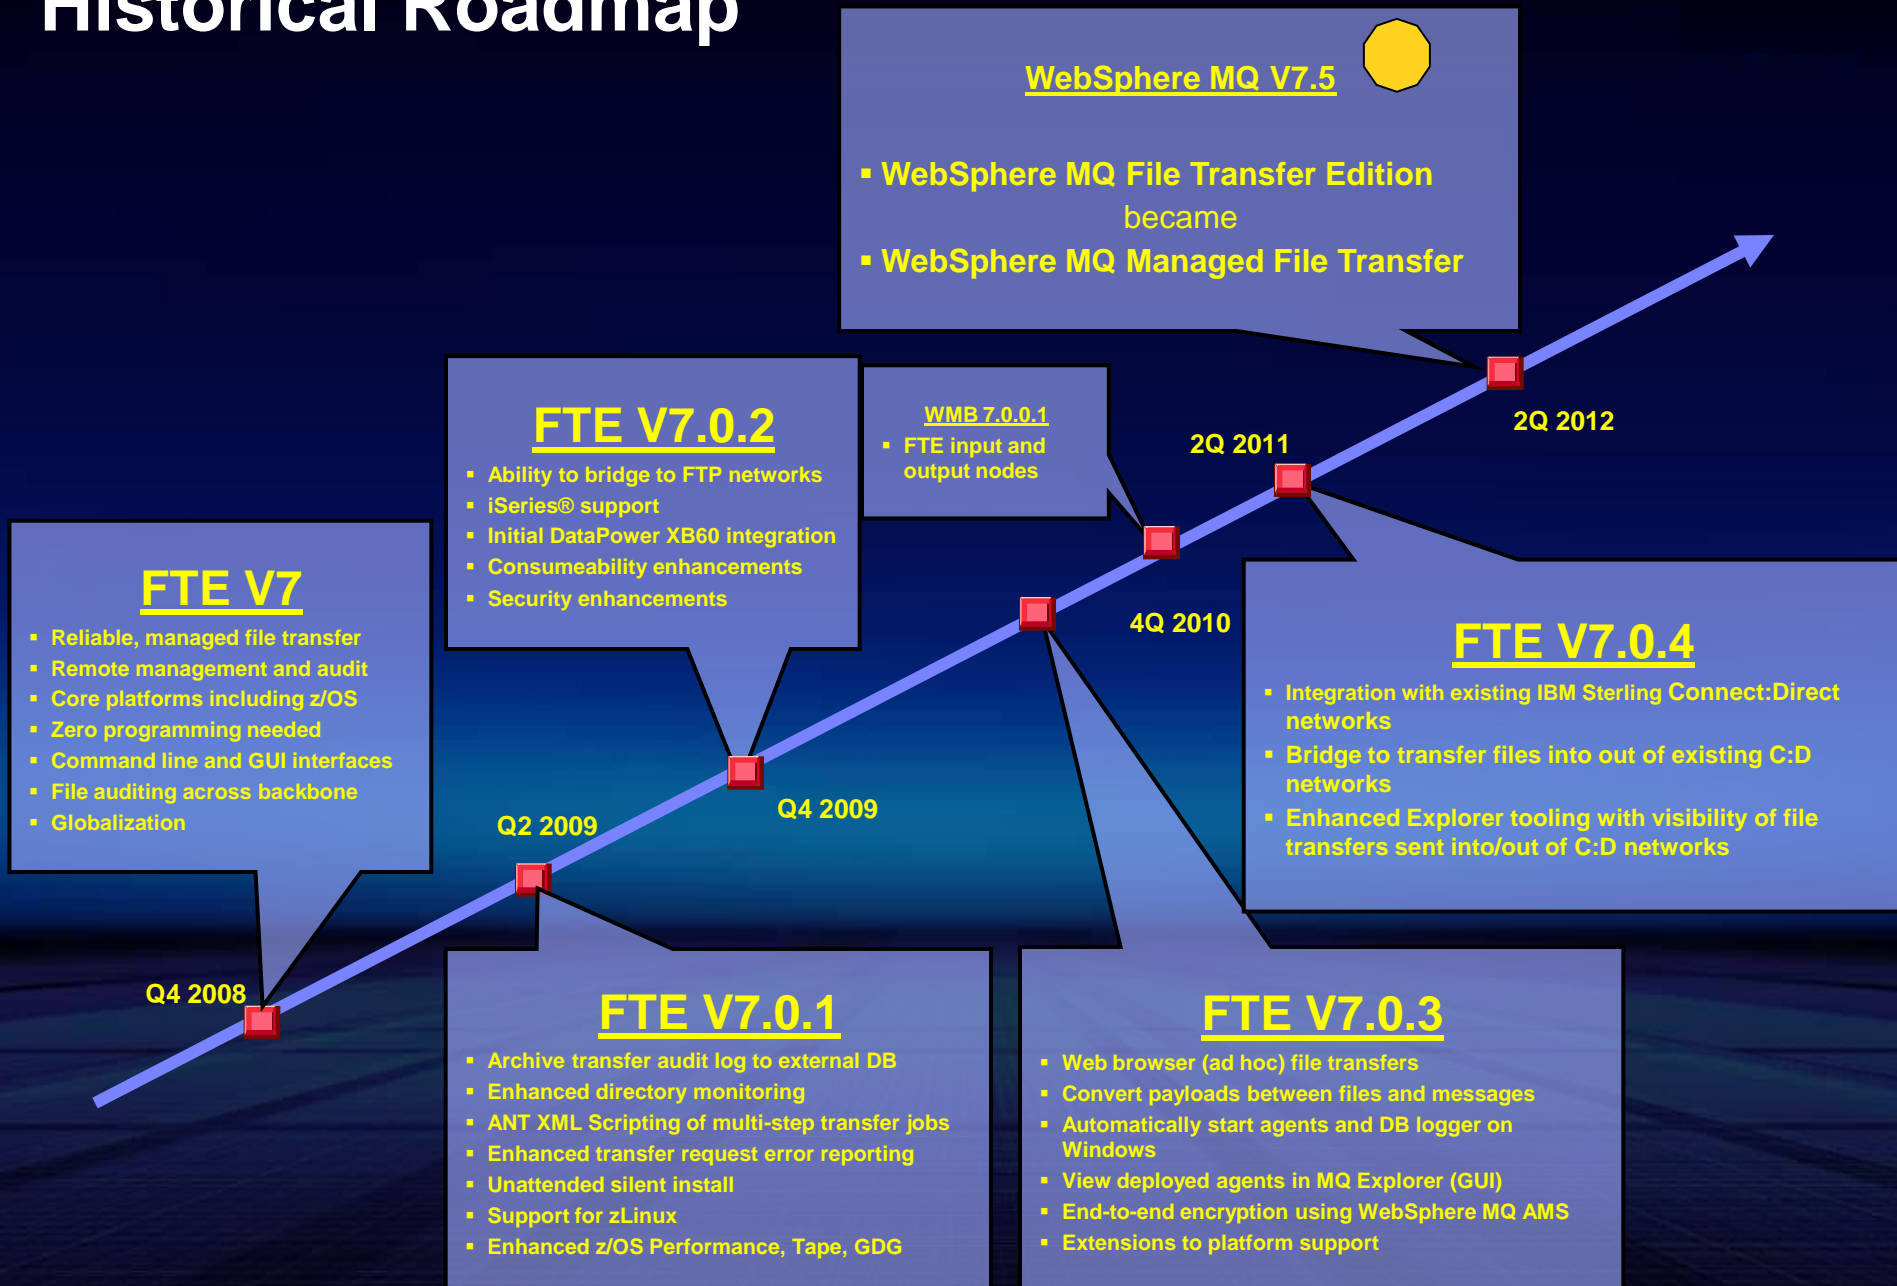 Historical Roadmap
WebSphere MQ V7.5
▪ WebSphere MQ File Transfer Edition
became
▪ WebSphere MQ Managed File Transfer
2Q 2012
FTE V7.0.2
▪ Ability to bridge to FTP networks
▪ iSeries® support
▪ Initial DataPower XB60 integration
▪ Consumeability enhancements
▪ Security enhancements
WMB 7.0.0.1
▪ FTE input and
output nodes
2Q 2011
4Q 2010
FTE V7
▪ Reliable, managed file transfer
▪ Remote management and audit
▪ Core platforms including z/OS
▪ Zero programming needed
▪ Command line and GUI interfaces
▪ File auditing across backbone
▪ Globalization
FTE V7.0.4
▪ Integration with existing IBM Sterling Connect:Direct
networks
▪ Bridge to transfer files into out of existing C:D
networks
▪ Enhanced Explorer tooling with visibility of file
transfers sent into/out of C:D networks
Q2 2009
Q4 2009
Q4 2008
FTE V7.0.1
▪ Archive transfer audit log to external DB
▪ Enhanced directory monitoring
▪ ANT XML Scripting of multi-step transfer jobs
▪ Enhanced transfer request error reporting
▪ Unattended silent install
▪ Support for zLinux
▪ Enhanced z/OS Performance, Tape, GDG
FTE V7.0.3
▪ Web browser (ad hoc) file transfers
▪ Convert payloads between files and messages
▪ Automatically start agents and DB logger on
Windows
▪ View deployed agents in MQ Explorer (GUI)
▪ End-to-end encryption using WebSphere MQ AMS
▪ Extensions to platform support